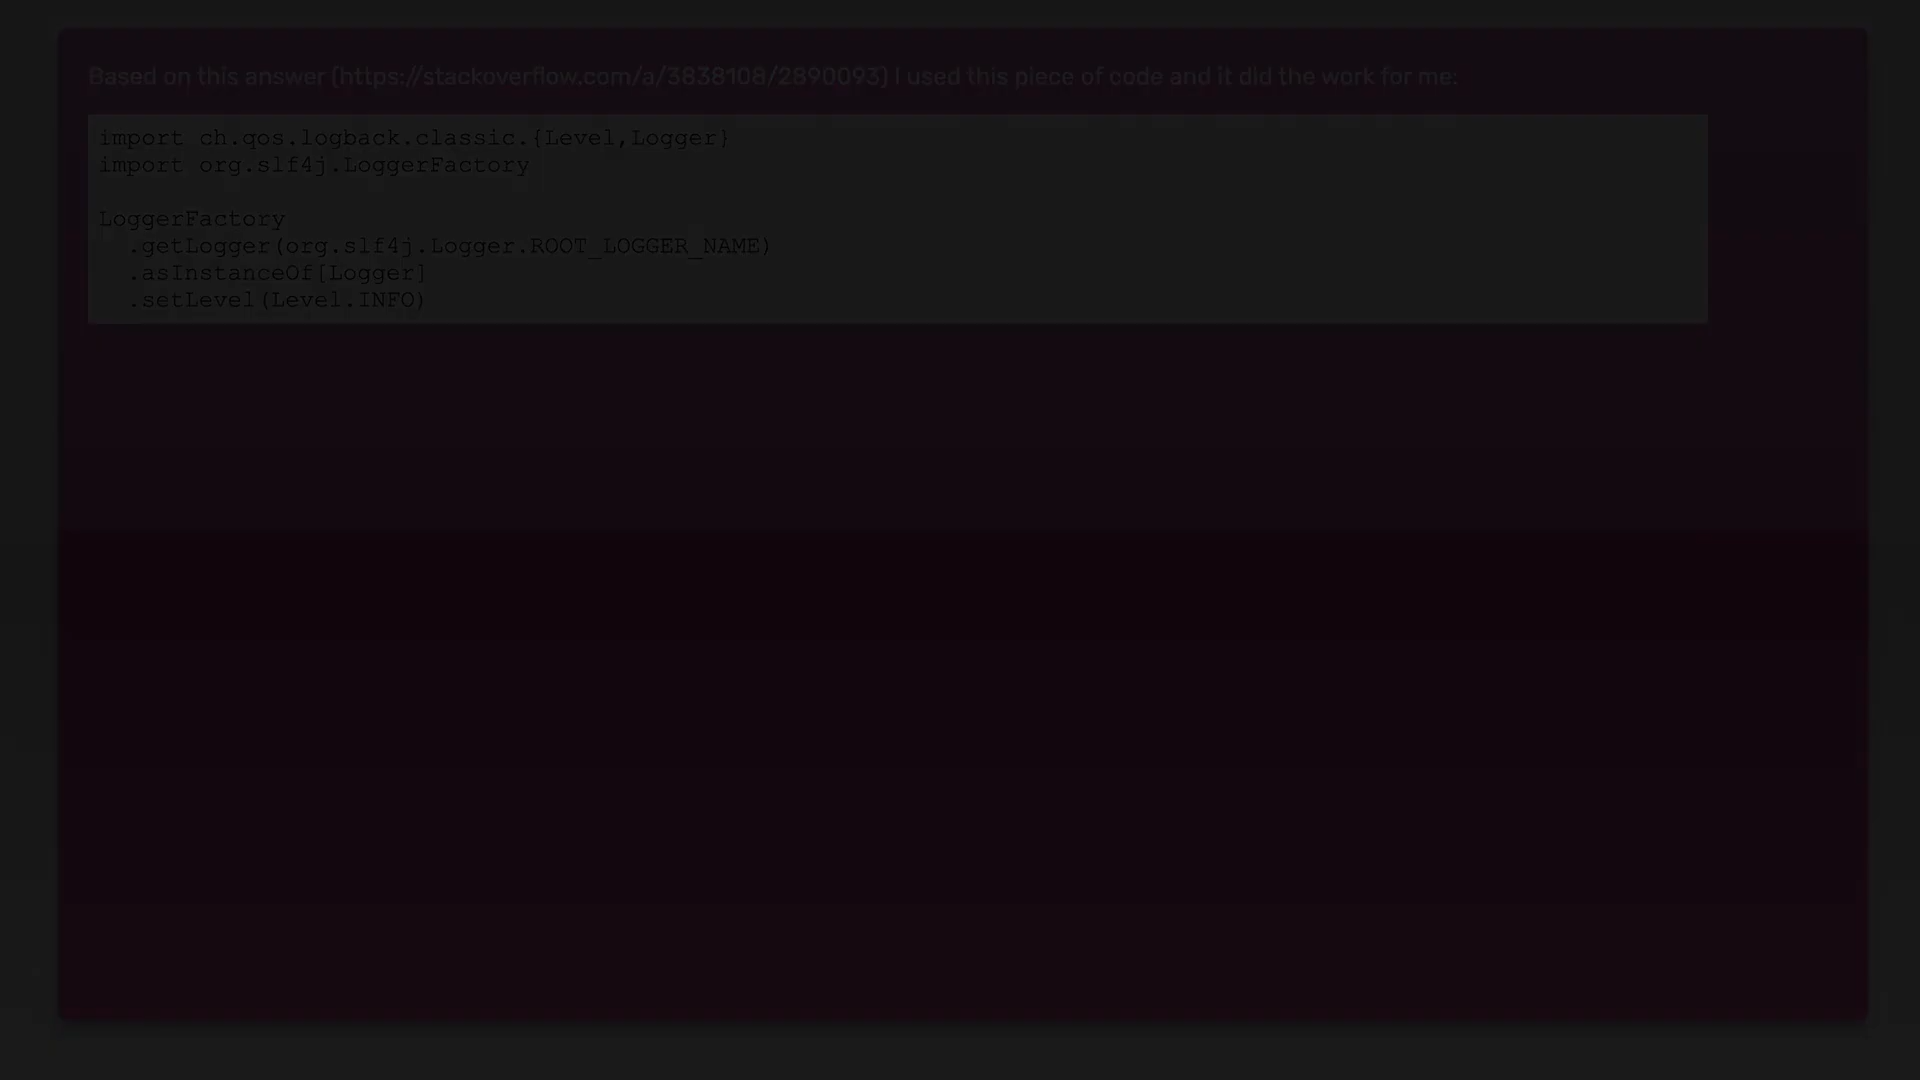 Based on this answer (https://stackoverflow.com/a/3838108/2890093) I used this piece of code and it did the work for me:
import ch.qos.logback.classic.{Level,Logger}
import org.slf4j.LoggerFactory
LoggerFactory
.getLogger(org.slf4j.Logger.ROOT_LOGGER_NAME)
.asInstanceOf[Logger]
.setLevel(Level.INFO)